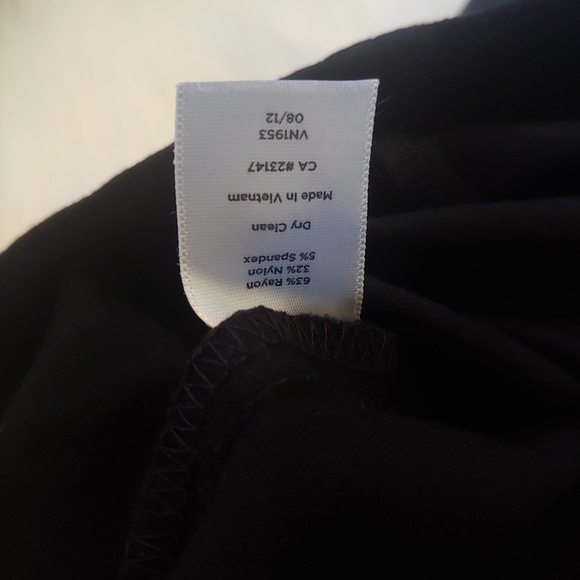 63% Rayon
32% Nylon
5% Spandex
Dry Clean
Made In Vietnam
CA #23147
VN1953
08/12